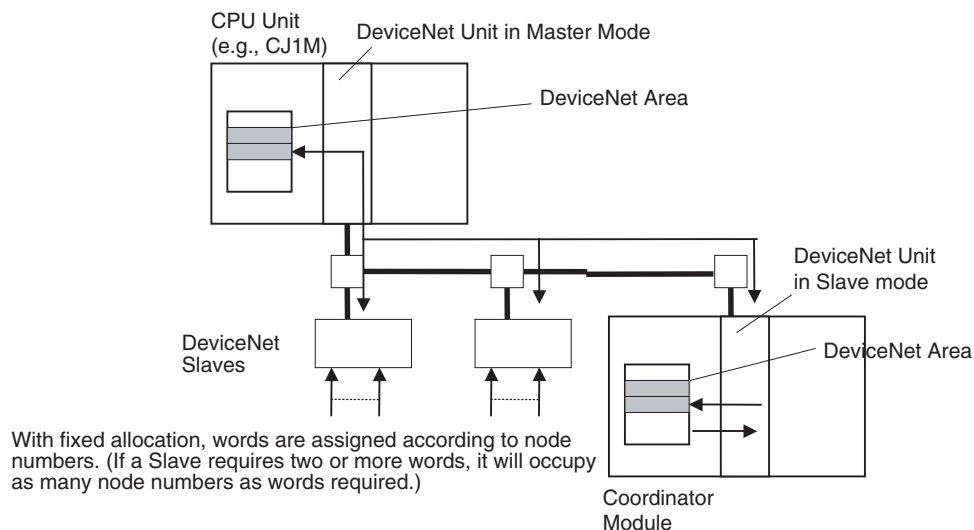 CPU Unit
(e.g., CJ1M)
DeviceNet Unit in Master Mode
DeviceNet Area
DeviceNet Unit
in Slave mode
DeviceNet
Slaves
DeviceNet Area
With fixed allocation, words are assigned according to node
numbers. (If a Slave requires two or more words, it will occupy
as many node numbers as words required.)
Coordinator
Module